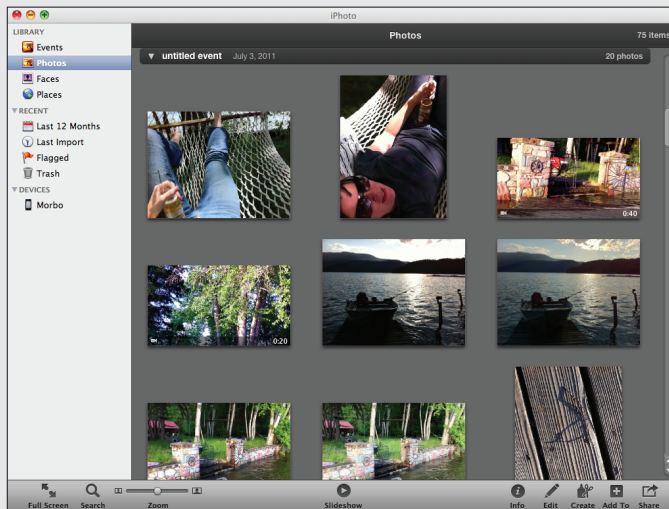 iPhoto
LIBRARY
Events
Photos
Faces
Places
RECENT
Last 12 Months
Last Import
Flagged
Trash
DEVICES
Morbo
Photos
75 items
untitled event July 3, 2011
20 photos
0:40
0:20
Full Screen
Search
Zoom
Slideshow
Info
Edit
Create
Add To
Share